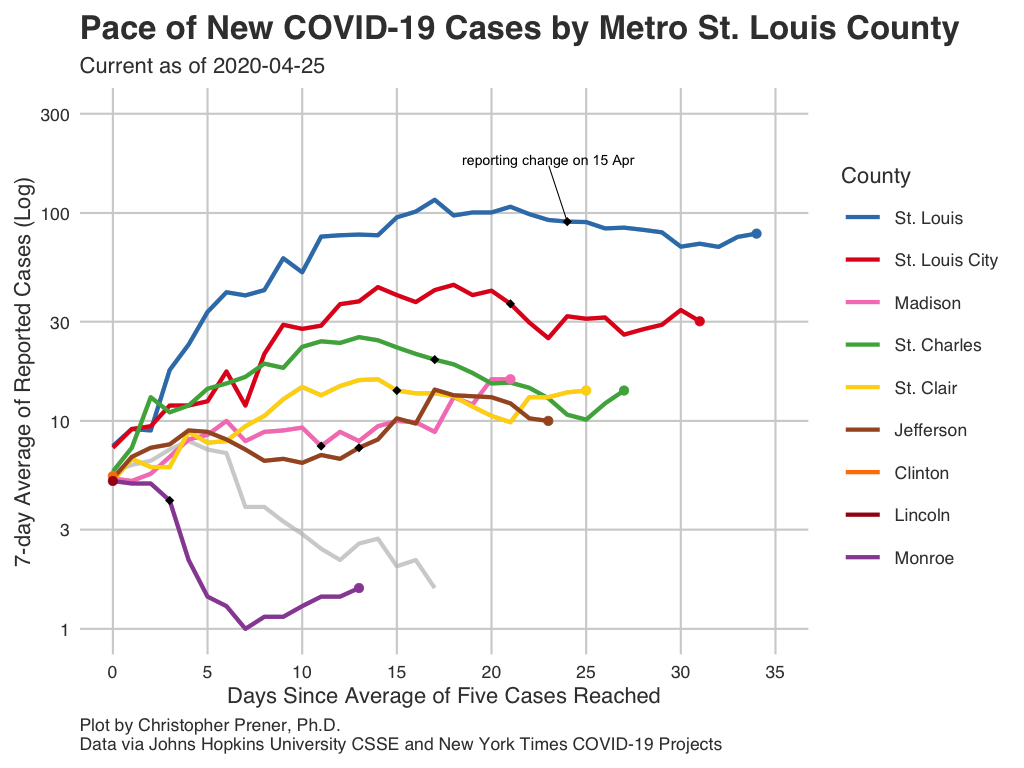 Pace of New COVID-19 Cases by Metro St. Louis County
Current as of 2020-04-25
7-day Average of Reported Cases (Log)
300
100
30
10
3
1
reporting change on 15 Apr
0 5 10 15 20 25 30 35
Days Since Average of Five Cases Reached
County
St. Louis
St. Louis City
Madison
St. Charles
St. Clair
Jefferson
Clinton
Lincoln
Monroe
Plot by Christopher Prener, Ph.D.
Data via Johns Hopkins University CSSE and New York Times COVID-19 Projects